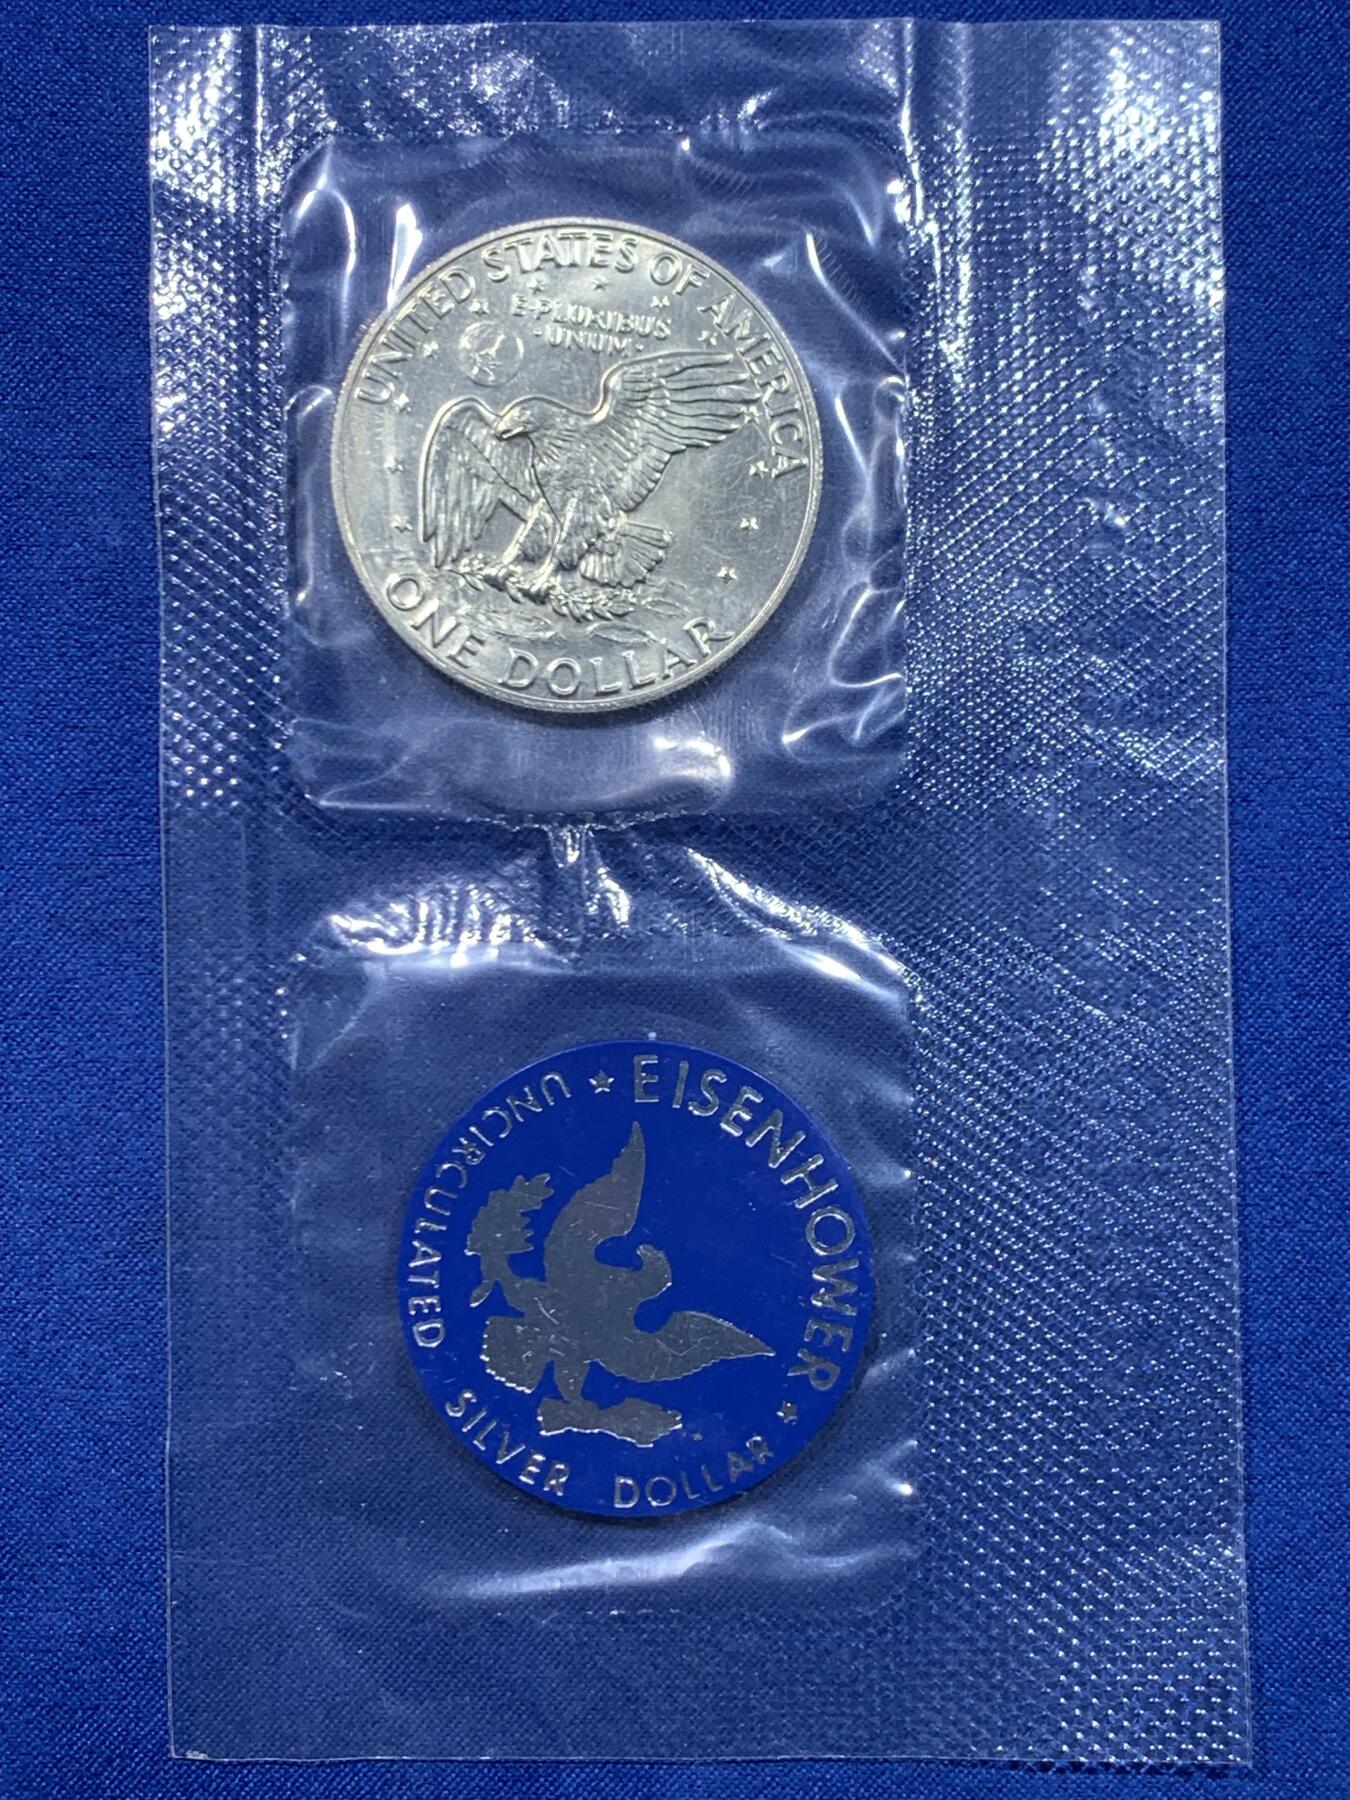 UNITED STATES OF AMERICA
E·PLURIBUS
·UNUM·
ONE DOLLAR
EISENHOWER
UNCIRCULATED SILVER DOLLAR